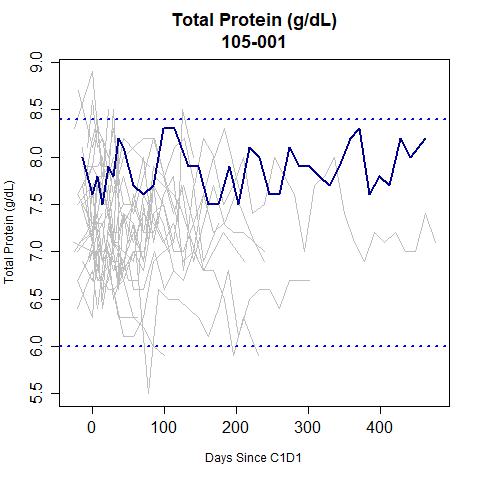 Total Protein (g/dL)
105-001
Total Protein (g/dL)
9.0
8.5
8.0
7.5
7.0
6.5
6.0
5.5
0 100 200 300 400
Days Since C1D1